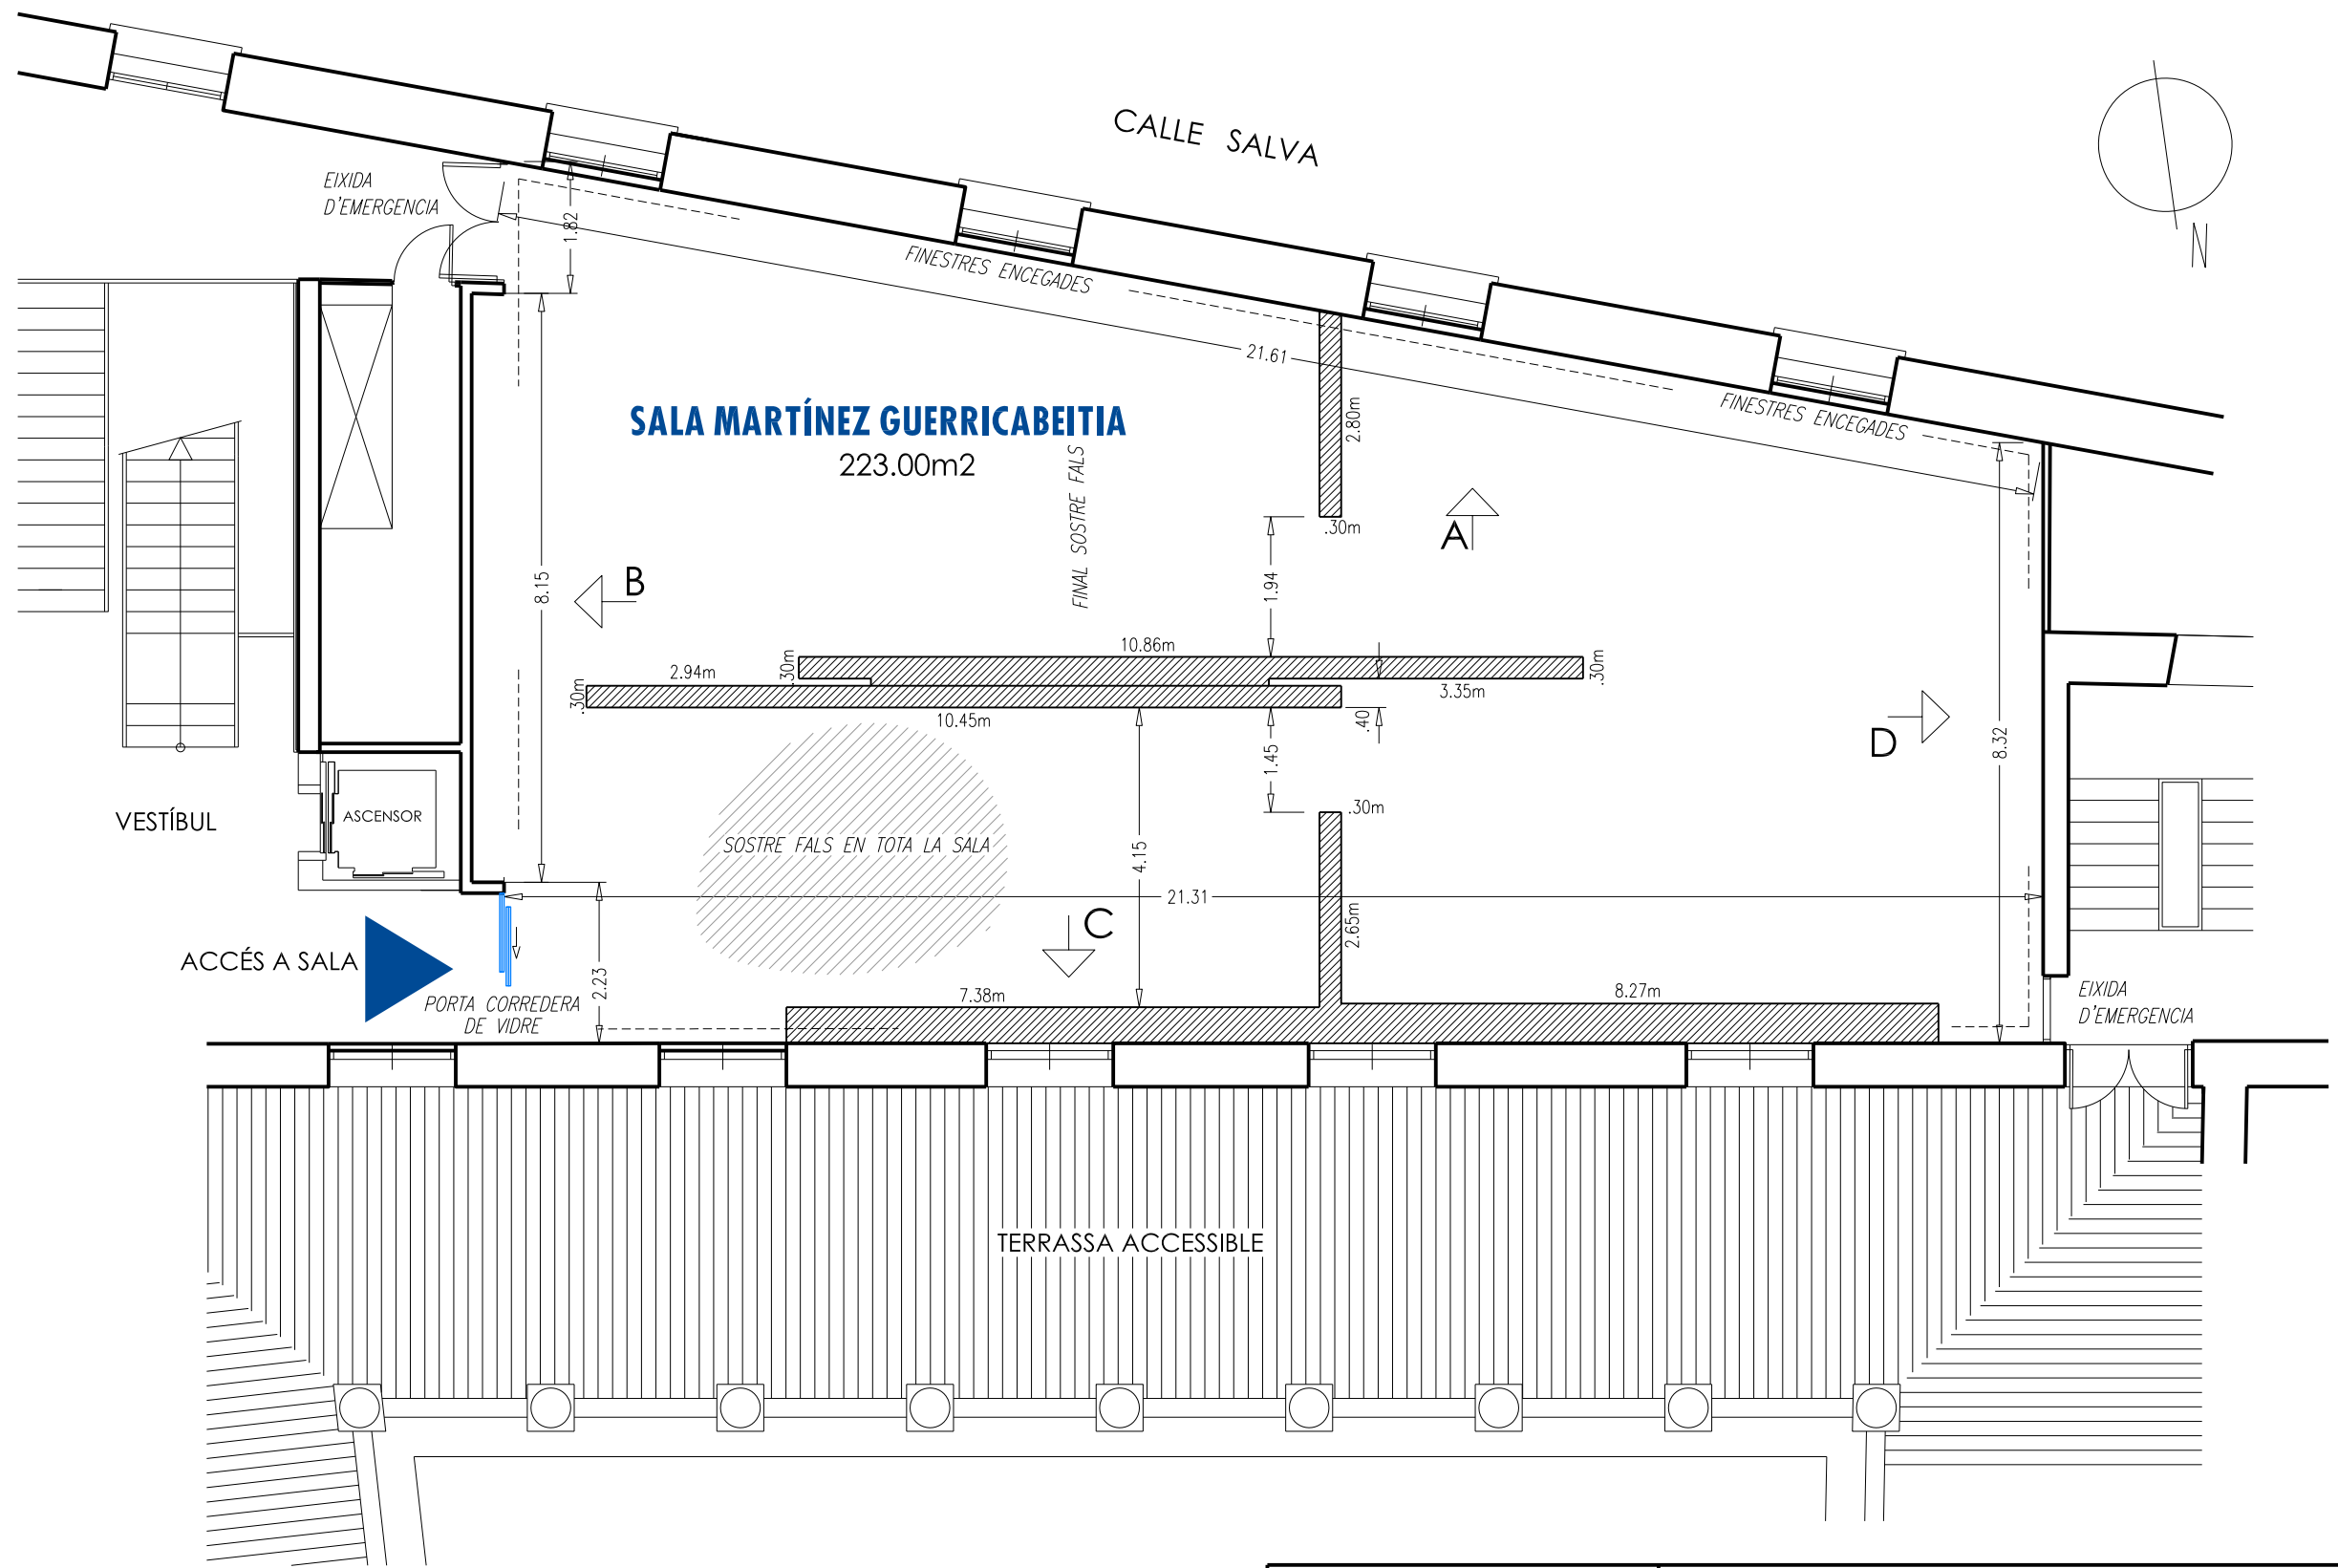 CALLE SALVA
N
EIXIDA
D'EMERGENCIA
1.82
FINESTRES ENCEGADES
21.61
FINESTRES ENCEGADES
SALA MARTÍNEZ GUERRICABEITIA
223.00m2
FINAL SOSTRE FALS
2.80m
.30m
A
B
8.15
1.94
10.86m
2.94m
.30m
.30m
.30m
3.35m
10.45m
.40
1.45
D
8.32
VESTÍBUL
ASCENSOR
.30m
SOSTRE FALS EN TOTA LA SALA
4.15
21.31
C
2.65m
ACCÉS A SALA
2.23
PORTA CORREDERA
DE VIDRE
7.38m
8.27m
EIXIDA
D'EMERGENCIA
TERRASSA ACCESSIBLE